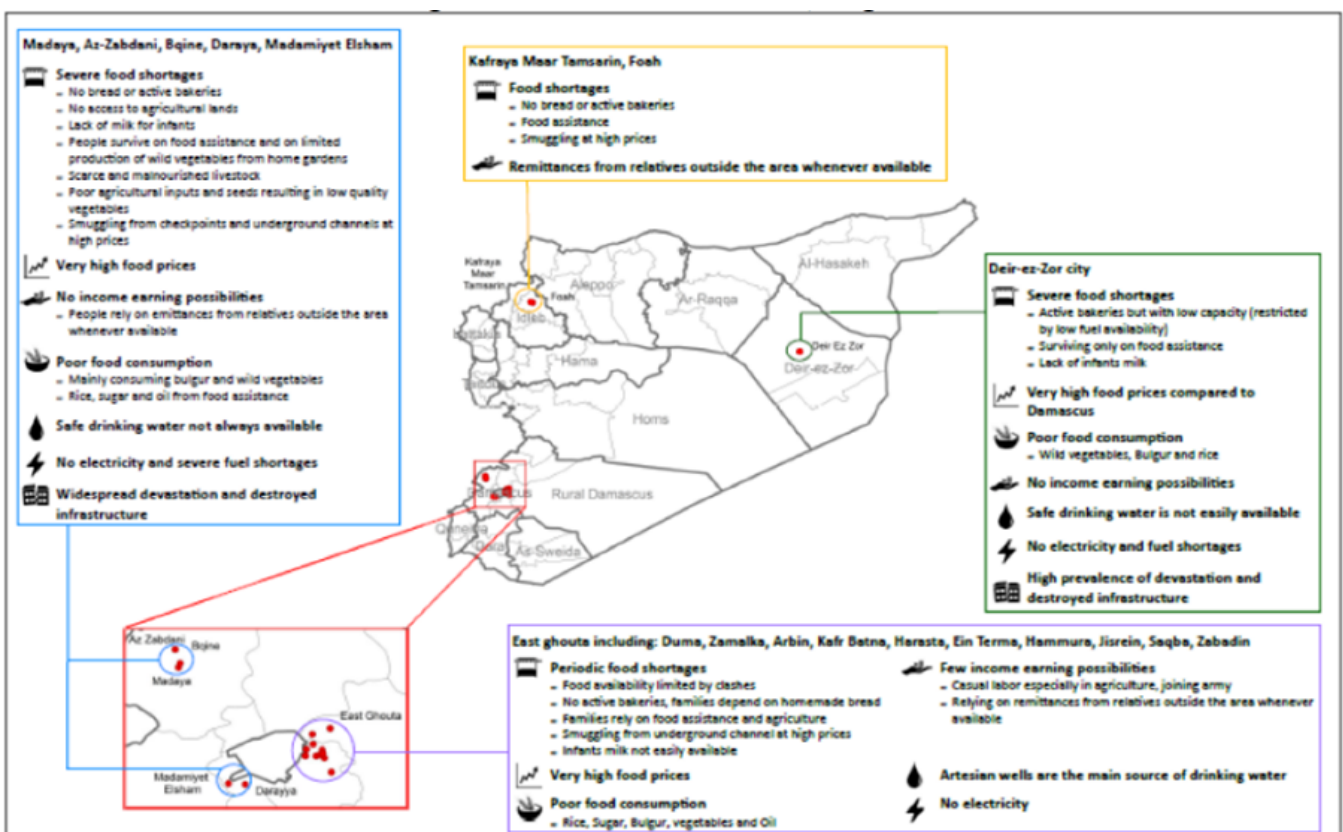 Madaya, Az-Zabdani, Bqine, Daraya, Madamiyet Elsham
Severe food shortages
- No bread or active bakeries
- No access to agricultural lands
- Lack of milk for infants
- People survive on food assistance and on limited
production of wild vegetables from home gardens
- Scarce and malnourished livestock
- Poor agricultural inputs and seeds resulting in low quality
vegetables
- Smuggling from checkpoints and underground channels at
high prices
Very high food prices
No income earning possibilities
- People rely on emittances from relatives outside the area
whenever available
Poor food consumption
- Mainly consuming bulgur and wild vegetables
- Rice, sugar and oil from food assistance
Safe drinking water not always available
No electricity and severe fuel shortages
Widespread devastation and destroyed
infrastructure
Kafraya Maar Tamsarin, Foah
Food shortages
- No bread or active bakeries
- Food assistance
- Smuggling at high prices
Remittances from relatives outside the area whenever available
Kafraya
Maar
Tamsarin
Foah
Idleb
Aleppo
Ar-Raqqa
Al-Hasakeh
Lattakia
Hama
Deir Ez Zor
Deir-ez-Zor
Homs
Damascus
Rural Damascus
As-Sweida
Deir-ez-Zor city
Severe food shortages
- Active bakeries but with low capacity (restricted
by low fuel availability)
- Surviving only on food assistance
- Lack of infants milk
Very high food prices compared to
Damascus
Poor food consumption
- Wild vegetables, Bulgur and rice
No income earning possibilities
Safe drinking water is not easily available
No electricity and fuel shortages
High prevalence of devastation and
destroyed infrastructure
Az Zabdani
Bqine
Madaya
East Ghouta
Madamiyet
Elsham
Darayya
East ghouta including: Duma, Zamalka, Arbin, Kafr Batna, Harasta, Ein Terma, Hammura, Jisrein, Saqba, Zabadin
Periodic food shortages
- Food availability limited by clashes
- No active bakeries, families depend on homemade bread
- Families rely on food assistance and agriculture
- Smuggling from underground channel at high prices
- Infants milk not easily available
Very high food prices
Poor food consumption
- Rice, Sugar, Bulgur, vegetables and Oil
Few income earning possibilities
- Casual labor especially in agriculture, joining army
- Relying on remittances from relatives outside the area whenever
available
Artesian wells are the main source of drinking water
No electricity